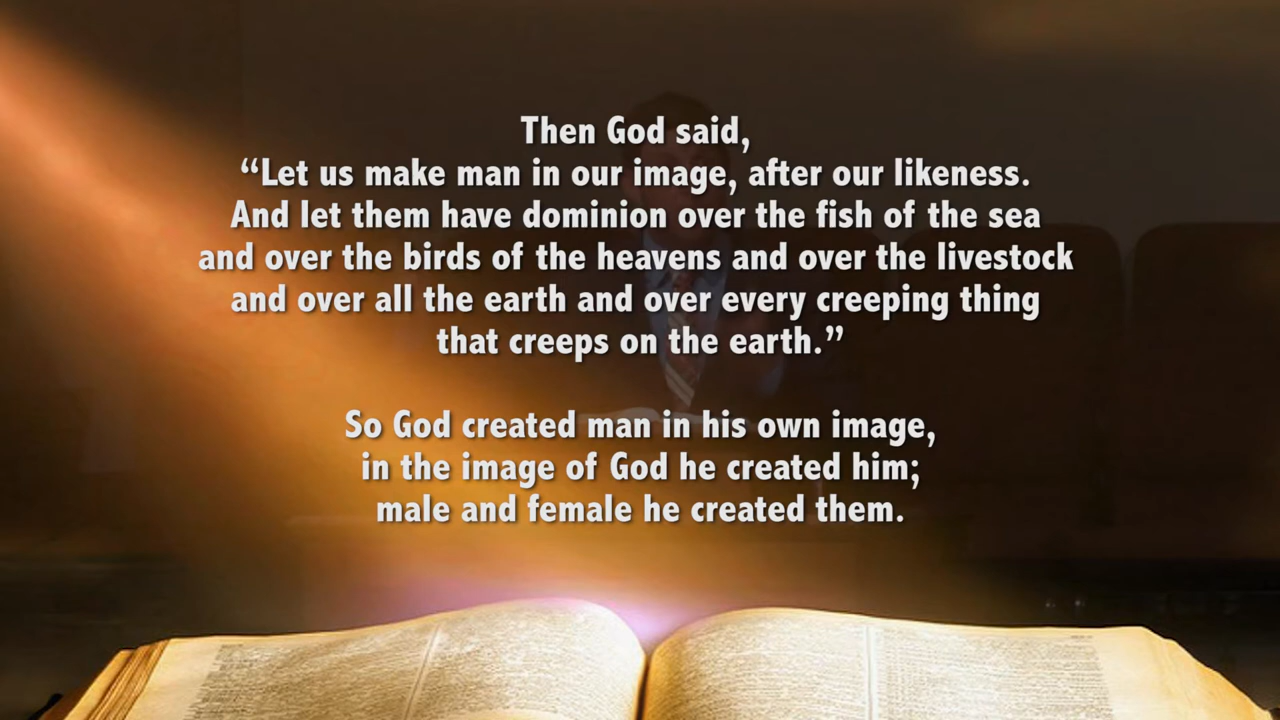 Then God said,
“Let us make man in our image, after our likeness.
And let them have dominion over the fish of the sea
and over the birds of the heavens and over the livestock
and over all the earth and over every creeping thing
that creeps on the earth.”
So God created man in his own image,
in the image of God he created him;
male and female he created them.